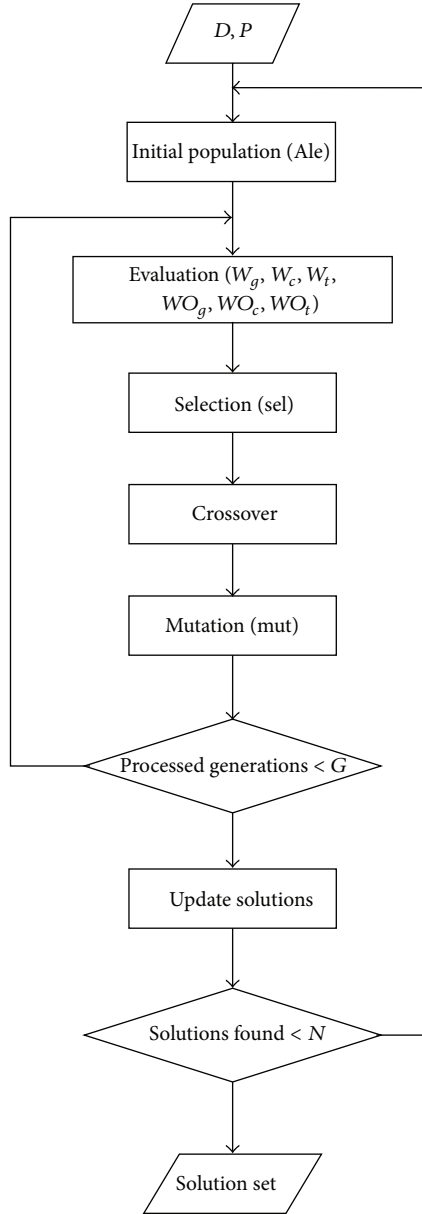 D, P
Initial population (Ale)
Evaluation (W_g, W_c, W_t,
WO_g, WO_c, WO_t)
Selection (sel)
Crossover
Mutation (mut)
Processed generations < G
Update solutions
Solutions found < N
Solution set